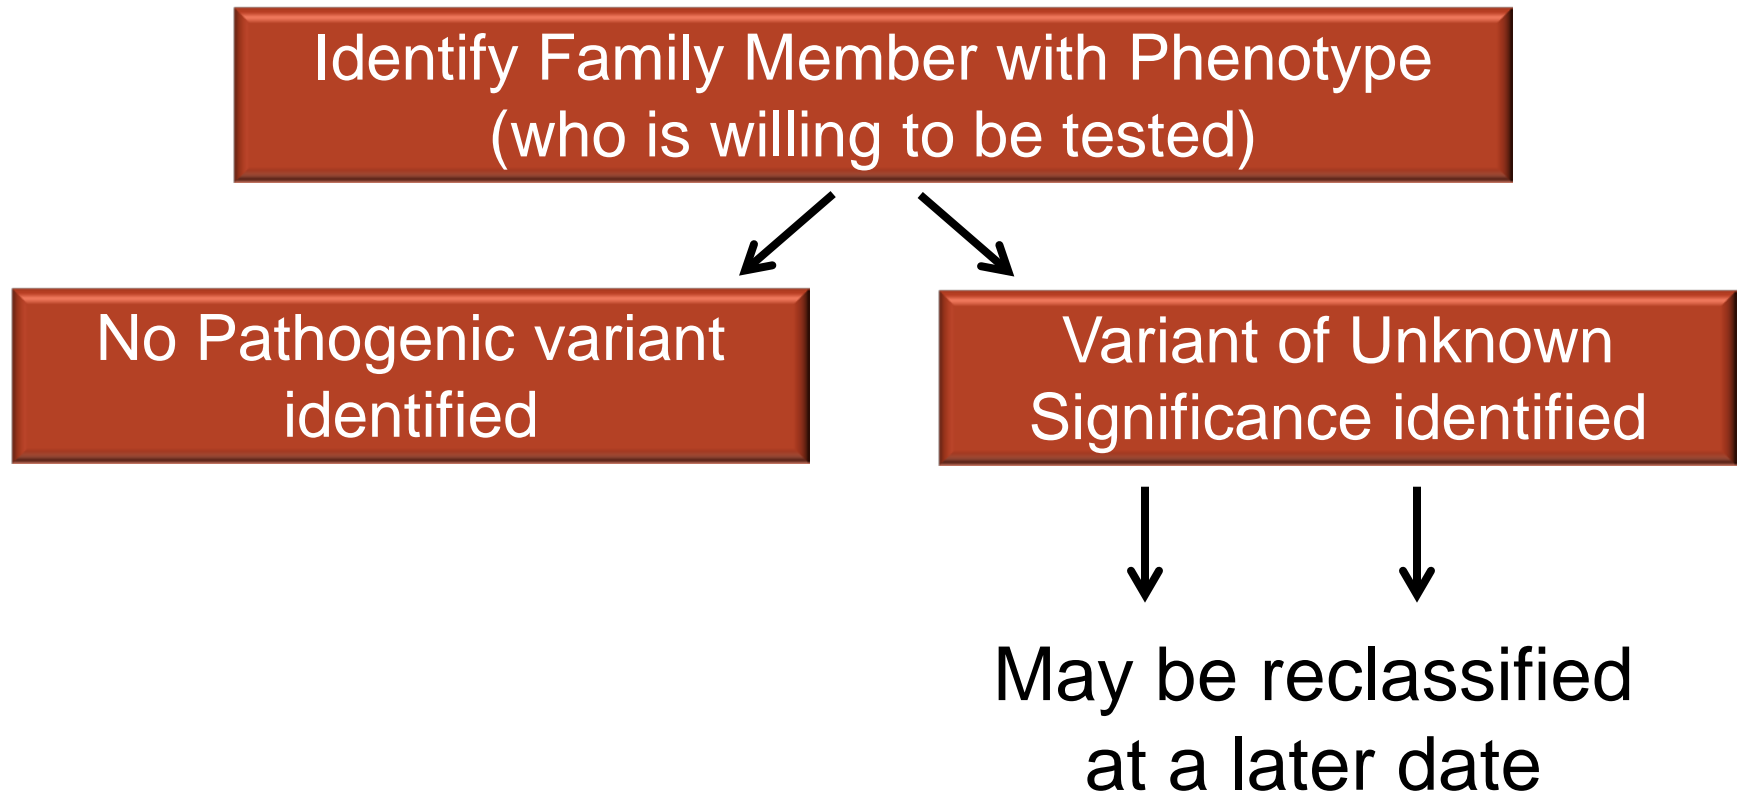 Identify Family Member with Phenotype
(who is willing to be tested)
No Pathogenic variant
identified
Variant of Unknown
Significance identified
May be reclassified
at a later date